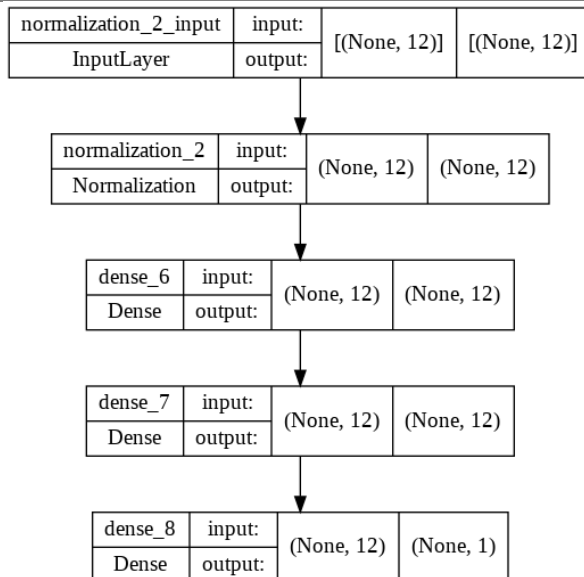 normalization_2_input input: [(None, 12)] [(None, 12)]
InputLayer output:
normalization_2 input: (None, 12) (None, 12)
Normalization output:
dense_6 input: (None, 12) (None, 12)
Dense output:
dense_7 input: (None, 12) (None, 12)
Dense output:
dense_8 input: (None, 12) (None, 1)
Dense output: